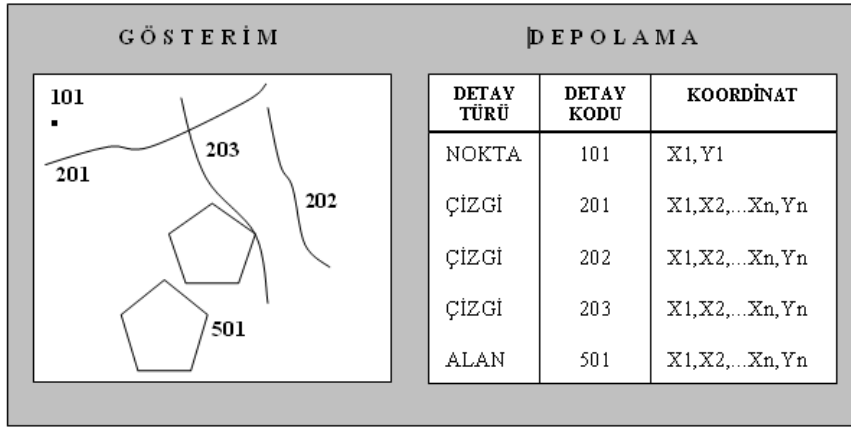 GÖSTERİM
101
201
203
202
501
DEPOLAMA
DETAY TÜRÜ DETAY KODU KOORDİNAT
NOKTA 101 X1,Y1
ÇİZGİ 201 X1,X2,...Xn,Yn
ÇİZGİ 202 X1,X2,...Xn,Yn
ÇİZGİ 203 X1,X2,...Xn,Yn
ALAN 501 X1,X2,...Xn,Yn